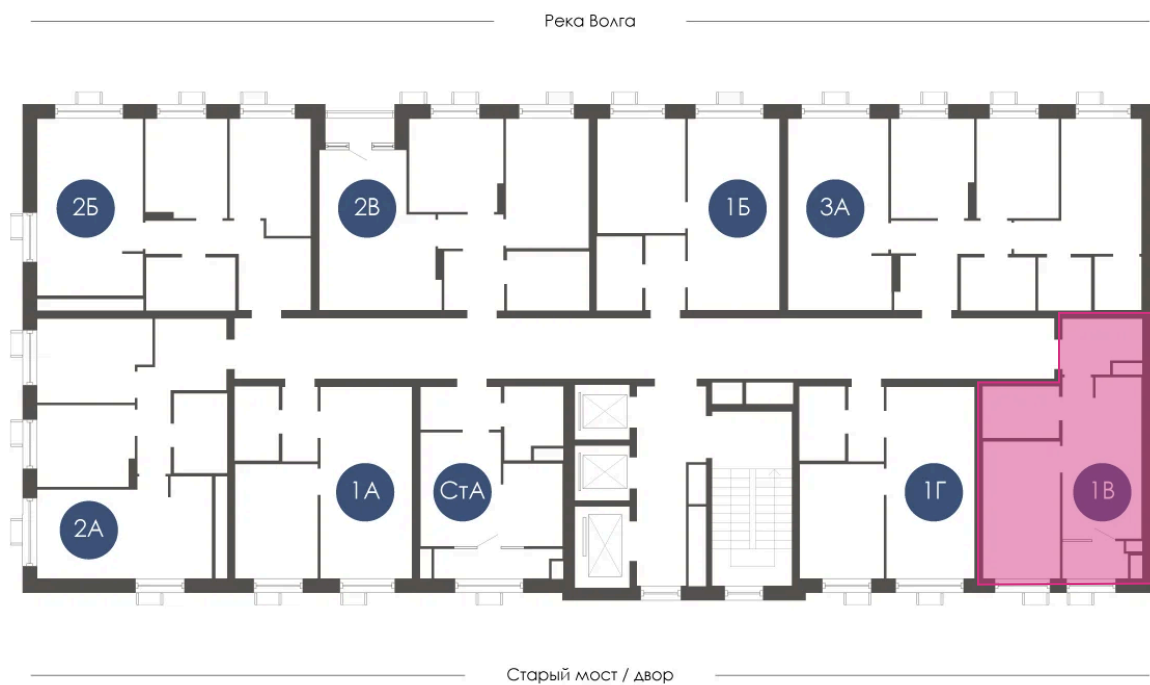 Река Волга
2Б
2В
1Б
3А
2А
1А
СтА
1Г
1В
Старый мост / двор